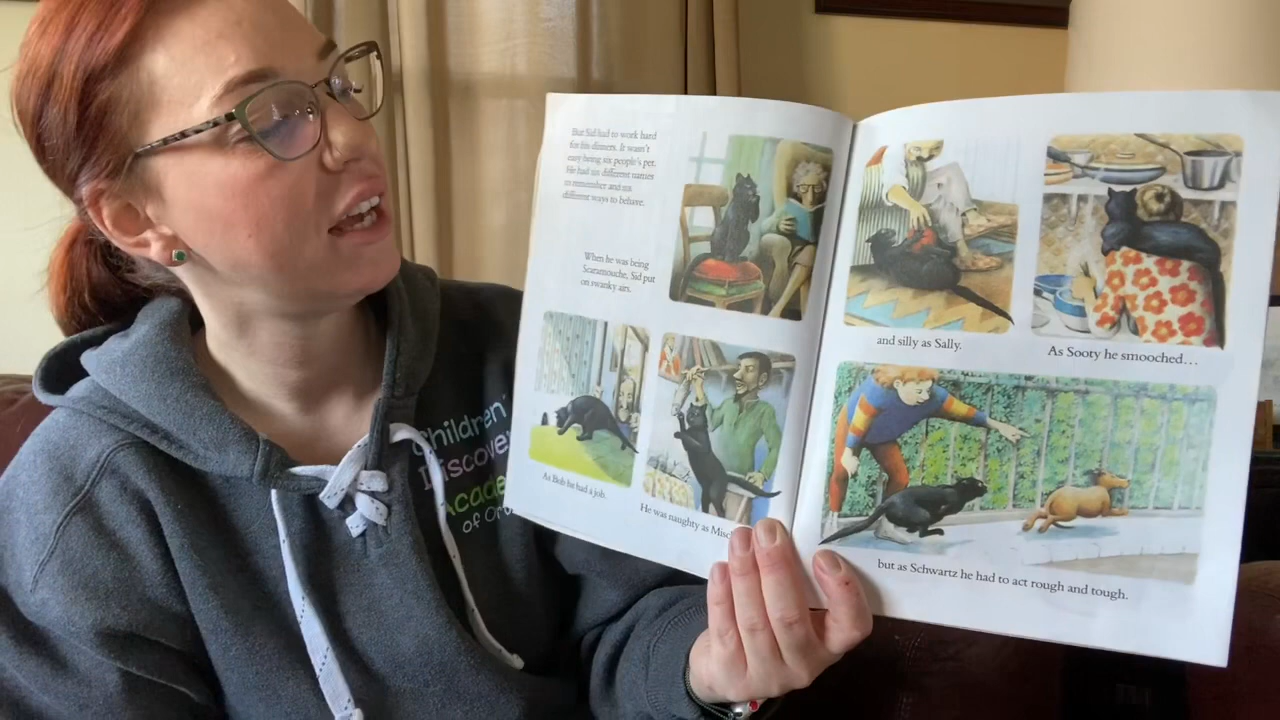 But Sid had to work hard
for his dinners. It wasn't
easy being six people's pet.
He had six different names
to remember and six
different ways to behave.
When he was being
Scaramouche, Sid put
on swanky airs.
As Bob he had a job.
He was naughty as
and silly as Sally.
As Sooty he smooched...
but as Schwartz he had to act rough and tough.
Children'
Discove
Acade
of